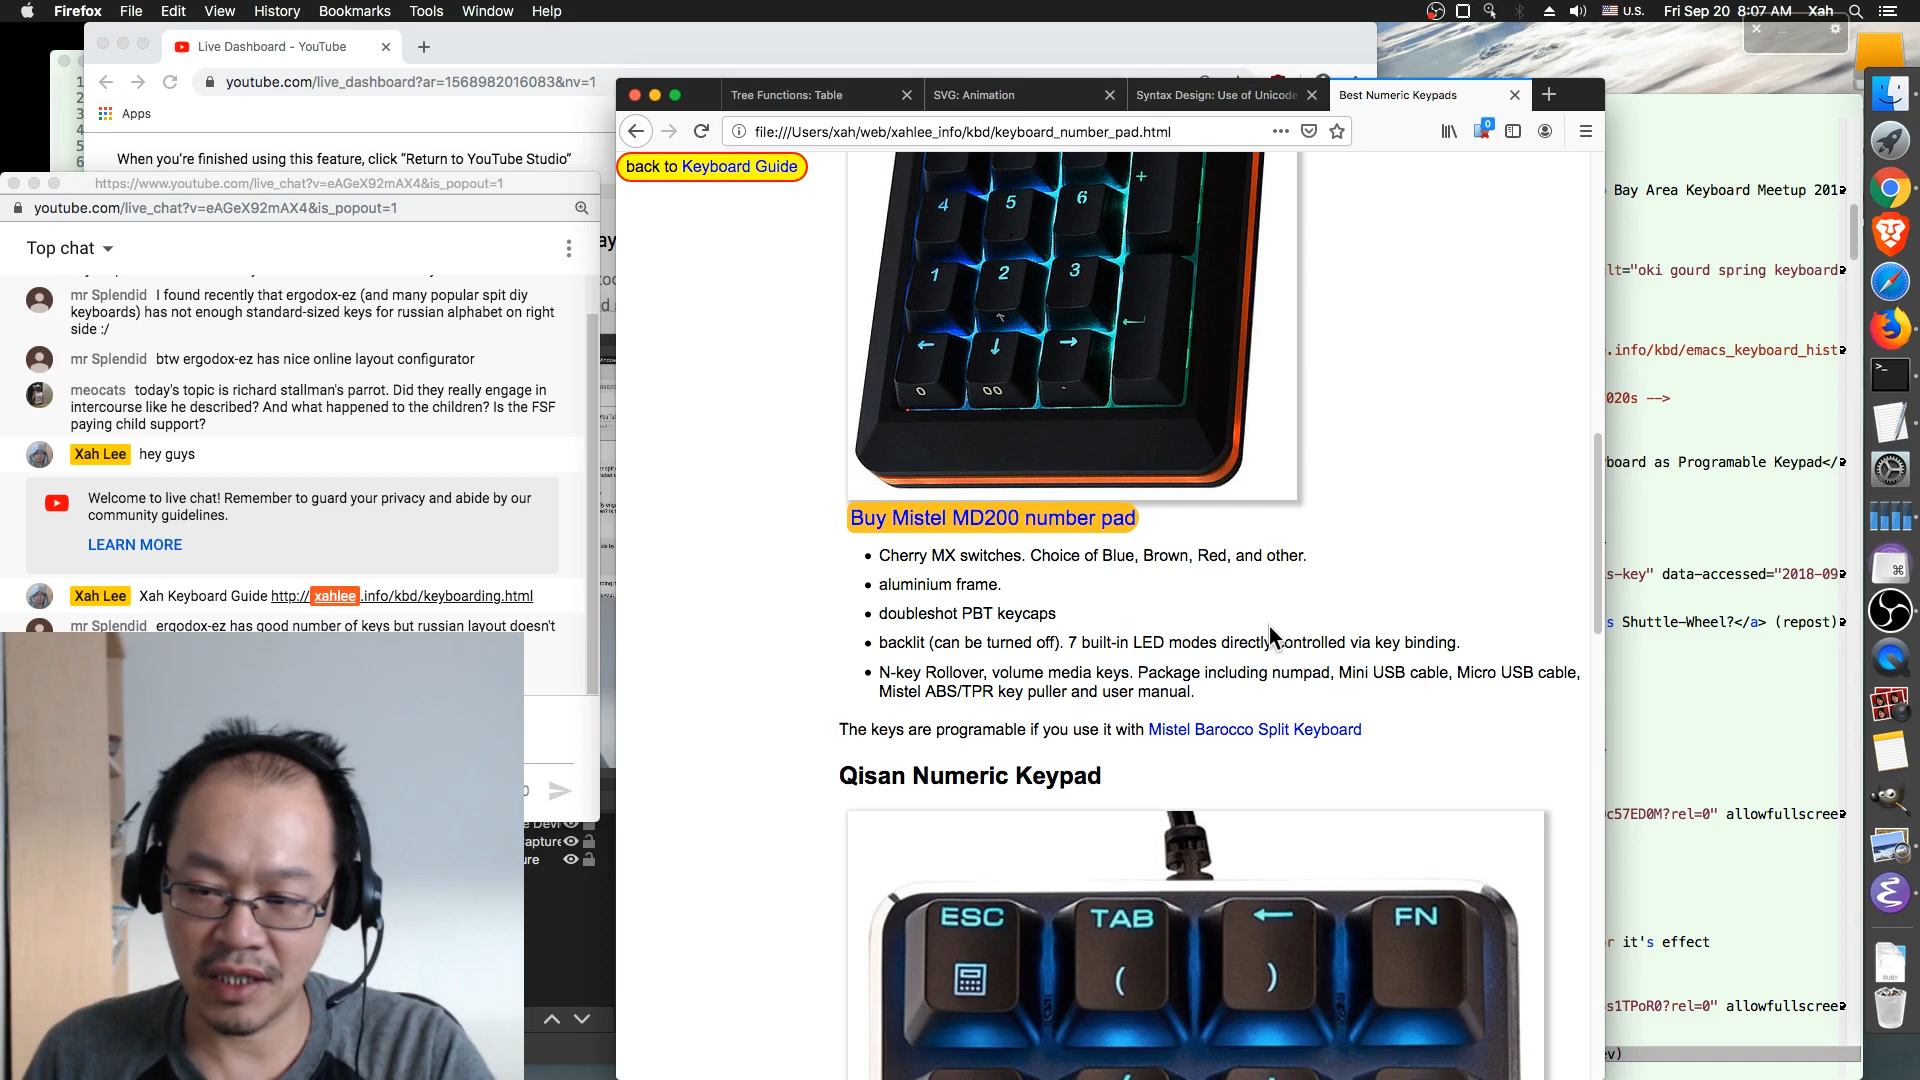 Firefox File Edit View History Bookmarks Tools Window Help
U.S. Fri Sep 20 8:07 AM Xah
Live Dashboard - YouTube
youtube.com/live_dashboard?ar=1568982016083&nv=1
Apps
When you're finished using this feature, click “Return to YouTube Studio”
https://www.youtube.com/live_chat?v=eAGeX92mAX4&is_popout=1
youtube.com/live_chat?v=eAGeX92mAX4&is_popout=1
Top chat
mr Splendid I found recently that ergodox-ez (and many popular spit diy
keyboards) has not enough standard-sized keys for russian alphabet on right
side :/
mr Splendid btw ergodox-ez has nice online layout configurator
meocats today's topic is richard stallman's parrot. Did they really engage in
intercourse like he described? And what happened to the children? Is the FSF
paying child support?
Xah Lee hey guys
Welcome to live chat! Remember to guard your privacy and abide by our
community guidelines.
LEARN MORE
Xah Lee Xah Keyboard Guide http://xahlee.info/kbd/keyboarding.html
mr Splendid ergodox-ez has good number of keys but russian layout doesn't
Tree Functions: Table
SVG: Animation
Syntax Design: Use of Unicode
Best Numeric Keypads
file:///Users/xah/web/xahlee_info/kbd/keyboard_number_pad.html
0
back to Keyboard Guide
+
4 5 6
1 2 3
0 00
Buy Mistel MD200 number pad
• Cherry MX switches. Choice of Blue, Brown, Red, and other.
• aluminium frame.
• doubleshot PBT keycaps
• backlit (can be turned off). 7 built-in LED modes directly controlled via key binding.
• N-key Rollover, volume media keys. Package including numpad, Mini USB cable, Micro USB cable,
Mistel ABS/TPR key puller and user manual.
The keys are programable if you use it with Mistel Barocco Split Keyboard
Qisan Numeric Keypad
ESC TAB ← FN
( )
Bay Area Keyboard Meetup 201
lt="oki gourd spring keyboard
.info/kbd/emacs_keyboard_hist
020s -->
board as Programable Keypad</
s-key" data-accessed="2018-09
s Shuttle-Wheel?</a> (repost)
c57ED0M?rel=0" allowfullscree
r it's effect
s1TPoR0?rel=0" allowfullscree